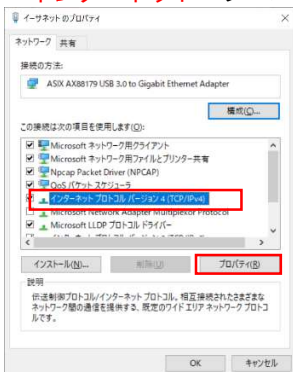 イーサネットのプロパティ
ネットワーク 共有
接続の方法:
ASIX AX88179 USB 3.0 to Gigabit Ethernet Adapter
構成(C)...
この接続は次の項目を使用します(O):
Microsoft ネットワーク用クライアント
Microsoft ネットワーク用ファイルとプリンター共有
Npcap Packet Driver (NPCAP)
QoS パケット スケジューラ
インターネット プロトコル バージョン 4 (TCP/IPv4)
Microsoft Network Adapter Multiplexor Protocol
Microsoft LLDP プロトコル ドライバー
インストール(N)...
削除(U)
プロパティ(R)
説明
伝送制御プロトコル/インターネット プロトコル。相互接続されたさまざまな
ネットワーク間の通信を提供する、既定のワイド エリア ネットワーク プロトコ
ルです。
OK
キャンセル